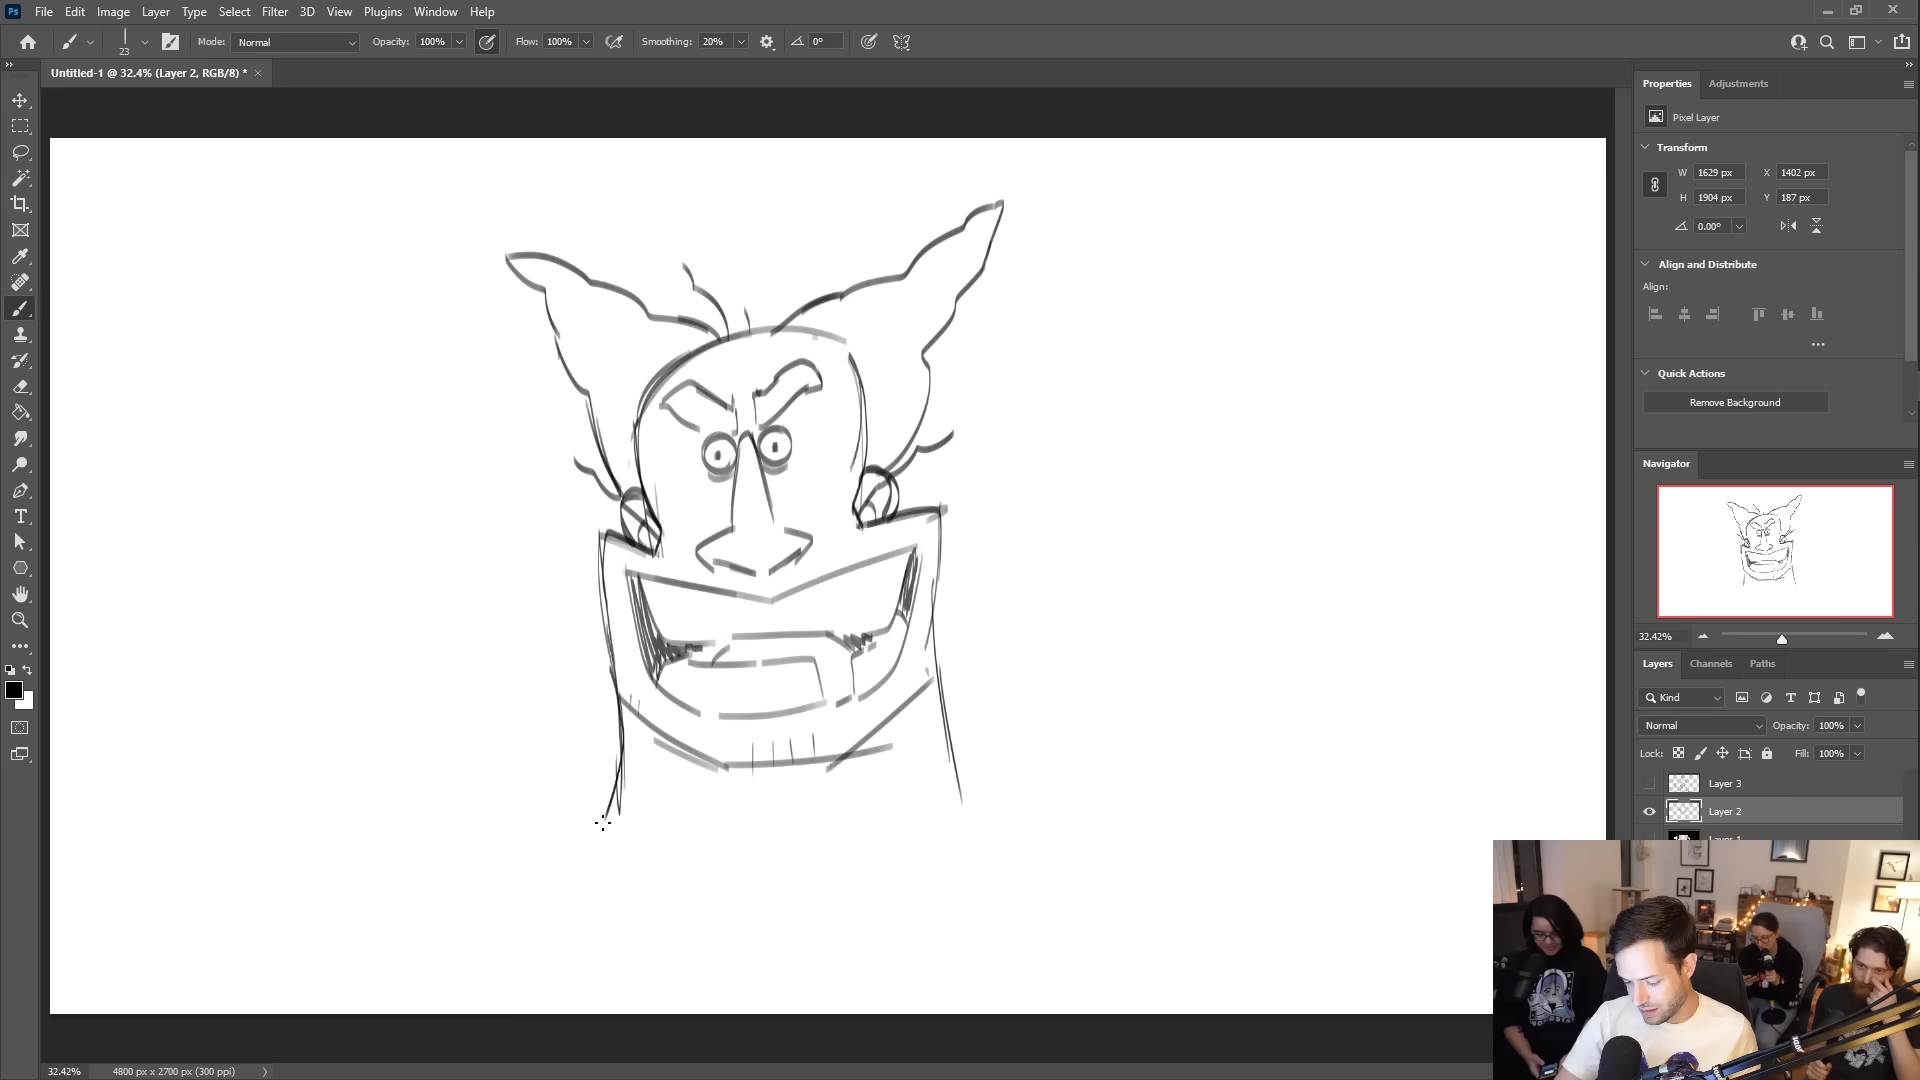 Ps File Edit Image Layer Type Select Filter 3D View Plugins Window Help
23 Mode: Normal Opacity: 100% Flow: 100% Smoothing: 20% 0°
Untitled-1 @ 32.4% (Layer 2, RGB/8) *
Properties Adjustments
Pixel Layer
Transform
W 1629 px X 1402 px
H 1904 px Y 187 px
0.00°
Align and Distribute
Align:
Quick Actions
Remove Background
Navigator
32.42%
Layers Channels Paths
Kind
Normal Opacity: 100%
Lock: Fill: 100%
Layer 3
Layer 2
Layer 1
32.42% 4800 px x 2700 px (300 ppi)